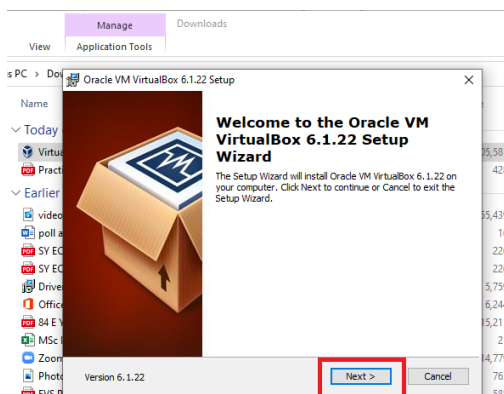 Manage
Downloads
View
Application Tools
s PC > Dov
Oracle VM VirtualBox 6.1.22 Setup
Name
Today
Virtua
Practi
Earlier
video
poll a
SY EC
SY EC
Drive
Office
84 E Y
MSc I
Zoon
Photo
Welcome to the Oracle VM
VirtualBox 6.1.22 Setup
Wizard
The Setup Wizard will install Oracle VM VirtualBox 6.1.22 on
your computer. Click Next to continue or Cancel to exit the
Setup Wizard.
Version 6.1.22
Next >
Cancel